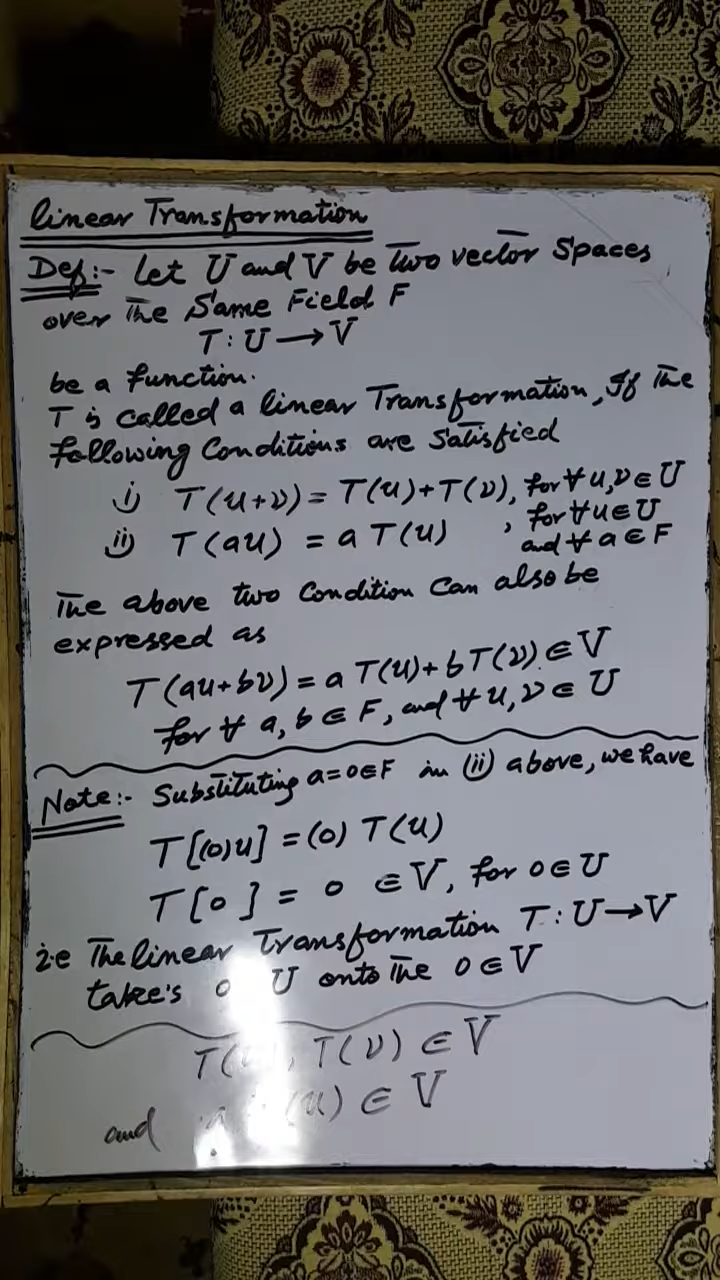 linear Transformation
Def:- Let U and V be Two vector Spaces
over The Same Field F
T : U → V
be a function.
T is called a linear Transformation, If The
following Conditions are Satisfied
i) T(u+v) = T(u)+T(v), for ∀ u,v ∈ U
ii) T(au) = a T(u) , for ∀ u ∈ U
and ∀ a ∈ F
The above two Condition Can also be
expressed as
T(au+bv) = a T(u) + b T(v) ∈ V
for ∀ a, b ∈ F, and ∀ u, v ∈ U
Note:- Substituting a=0∈F in (ii) above, we have
T[(0)u] = (0) T(u)
T[0] = 0 ∈ V, for 0 ∈ U
i.e The linear Transformation T : U → V
take's 0 U onto The 0 ∈ V
T( , T(v) ∈ V
and (u) ∈ V